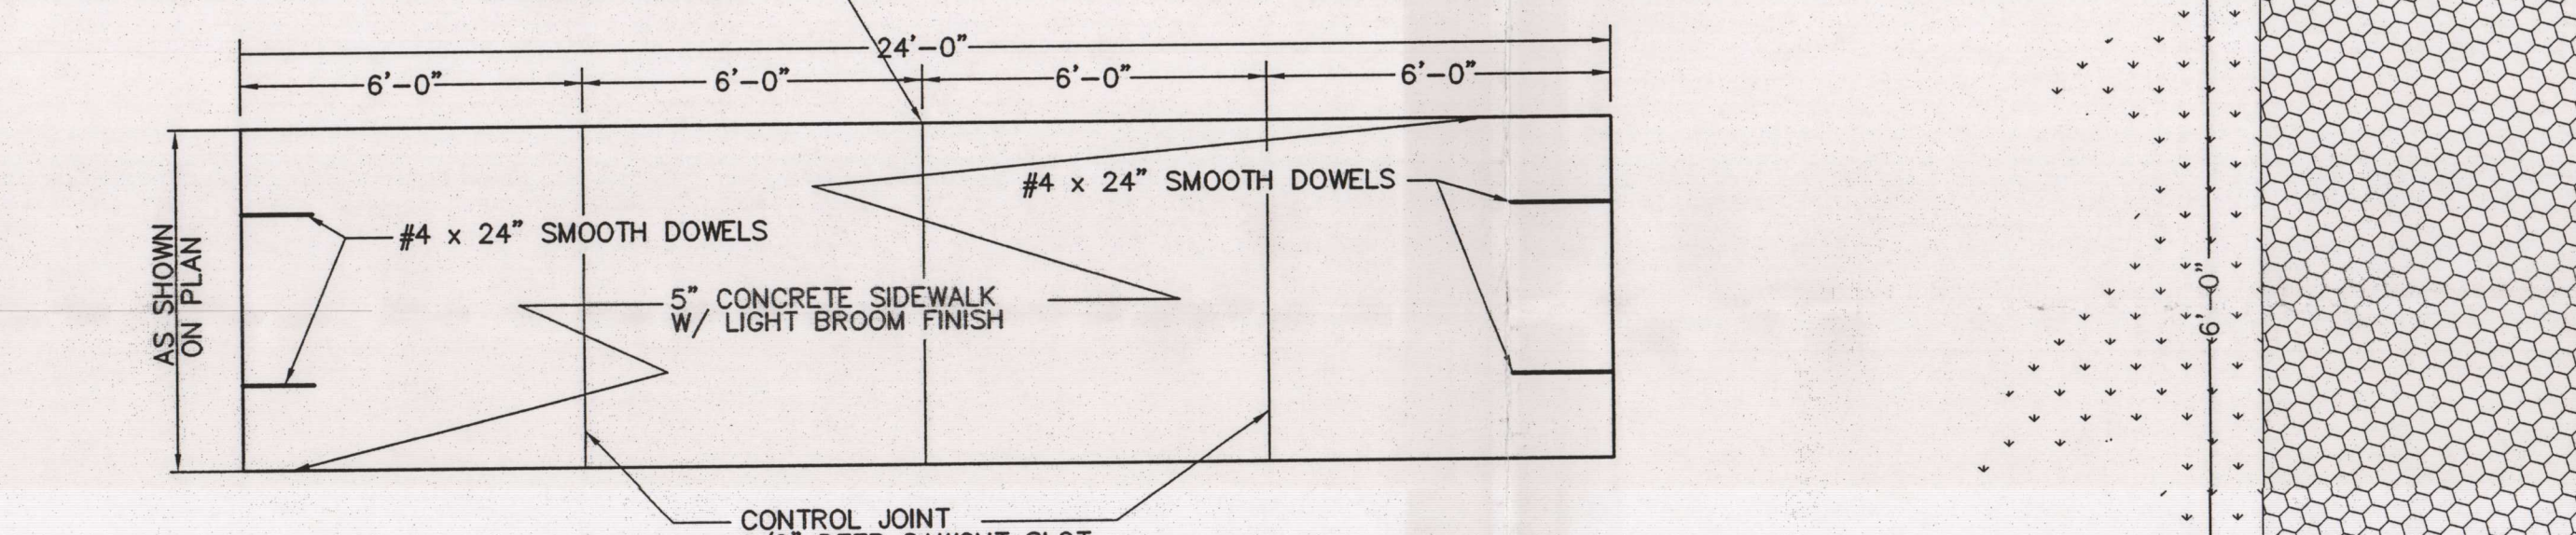 24'-0"
6'-0" 6'-0" 6'-0" 6'-0"
#4 x 24" SMOOTH DOWELS
#4 x 24" SMOOTH DOWELS
AS SHOWN
ON PLAN
5" CONCRETE SIDEWALK
W/ LIGHT BROOM FINISH
6'-0"
CONTROL JOINT